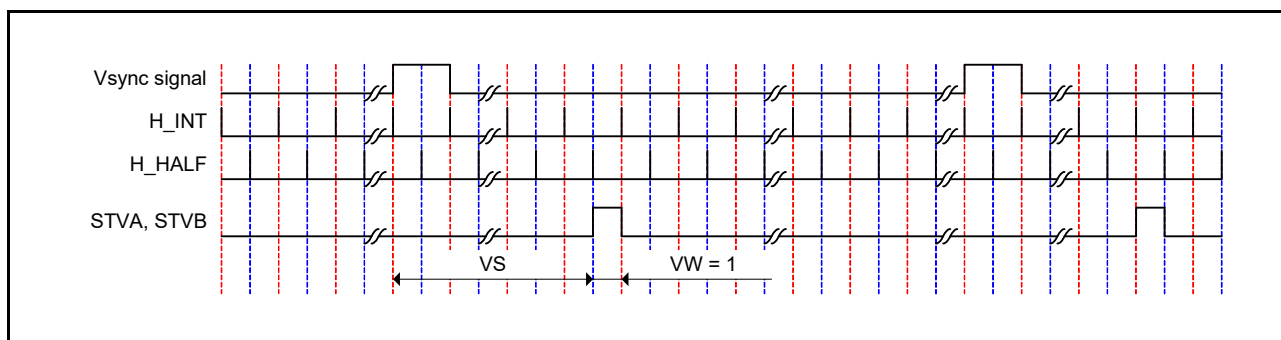 Vsync signal
H_INT
H_HALF
STVA, STVB
VS VW = 1